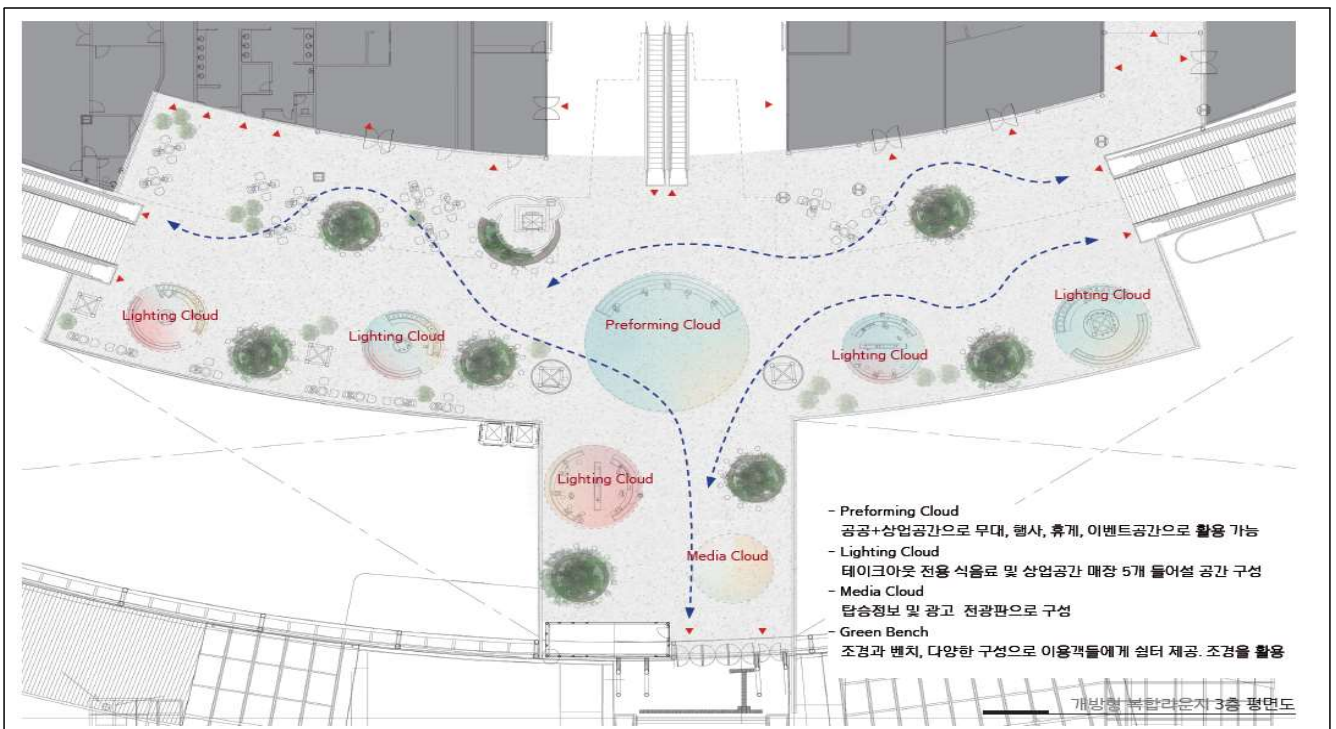 Lighting Cloud
Lighting Cloud
Preforming Cloud
Lighting Cloud
Lighting Cloud
Lighting Cloud
Media Cloud
- Preforming Cloud
공공+상업공간으로 무대, 행사, 휴게, 이벤트공간으로 활용 가능
- Lighting Cloud
테이크아웃 전용 식음료 및 상업공간 매장 5개 들어설 공간 구성
- Media Cloud
탑승정보 및 광고 전광판으로 구성
- Green Bench
조경과 벤치, 다양한 구성으로 이용객들에게 쉼터 제공. 조경을 활용
개방형 복합라운지 3층 평면도